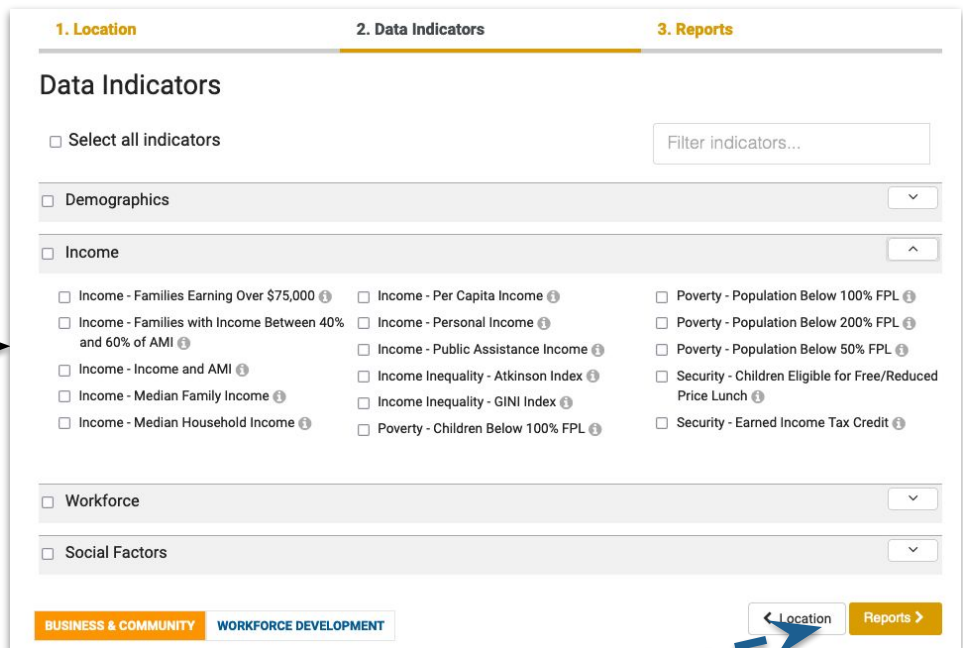 1. Location
2. Data Indicators
3. Reports
Data Indicators
Select all indicators
Filter indicators...
Demographics
Income
Income - Families Earning Over $75,000
Income - Families with Income Between 40%
and 60% of AMI
Income - Income and AMI
Income - Median Family Income
Income - Median Household Income
Income - Per Capita Income
Income - Personal Income
Income - Public Assistance Income
Income Inequality - Atkinson Index
Income Inequality - GINI Index
Poverty - Children Below 100% FPL
Poverty - Population Below 100% FPL
Poverty - Population Below 200% FPL
Poverty - Population Below 50% FPL
Security - Children Eligible for Free/Reduced
Price Lunch
Security - Earned Income Tax Credit
Workforce
Social Factors
BUSINESS & COMMUNITY
WORKFORCE DEVELOPMENT
Location
Reports